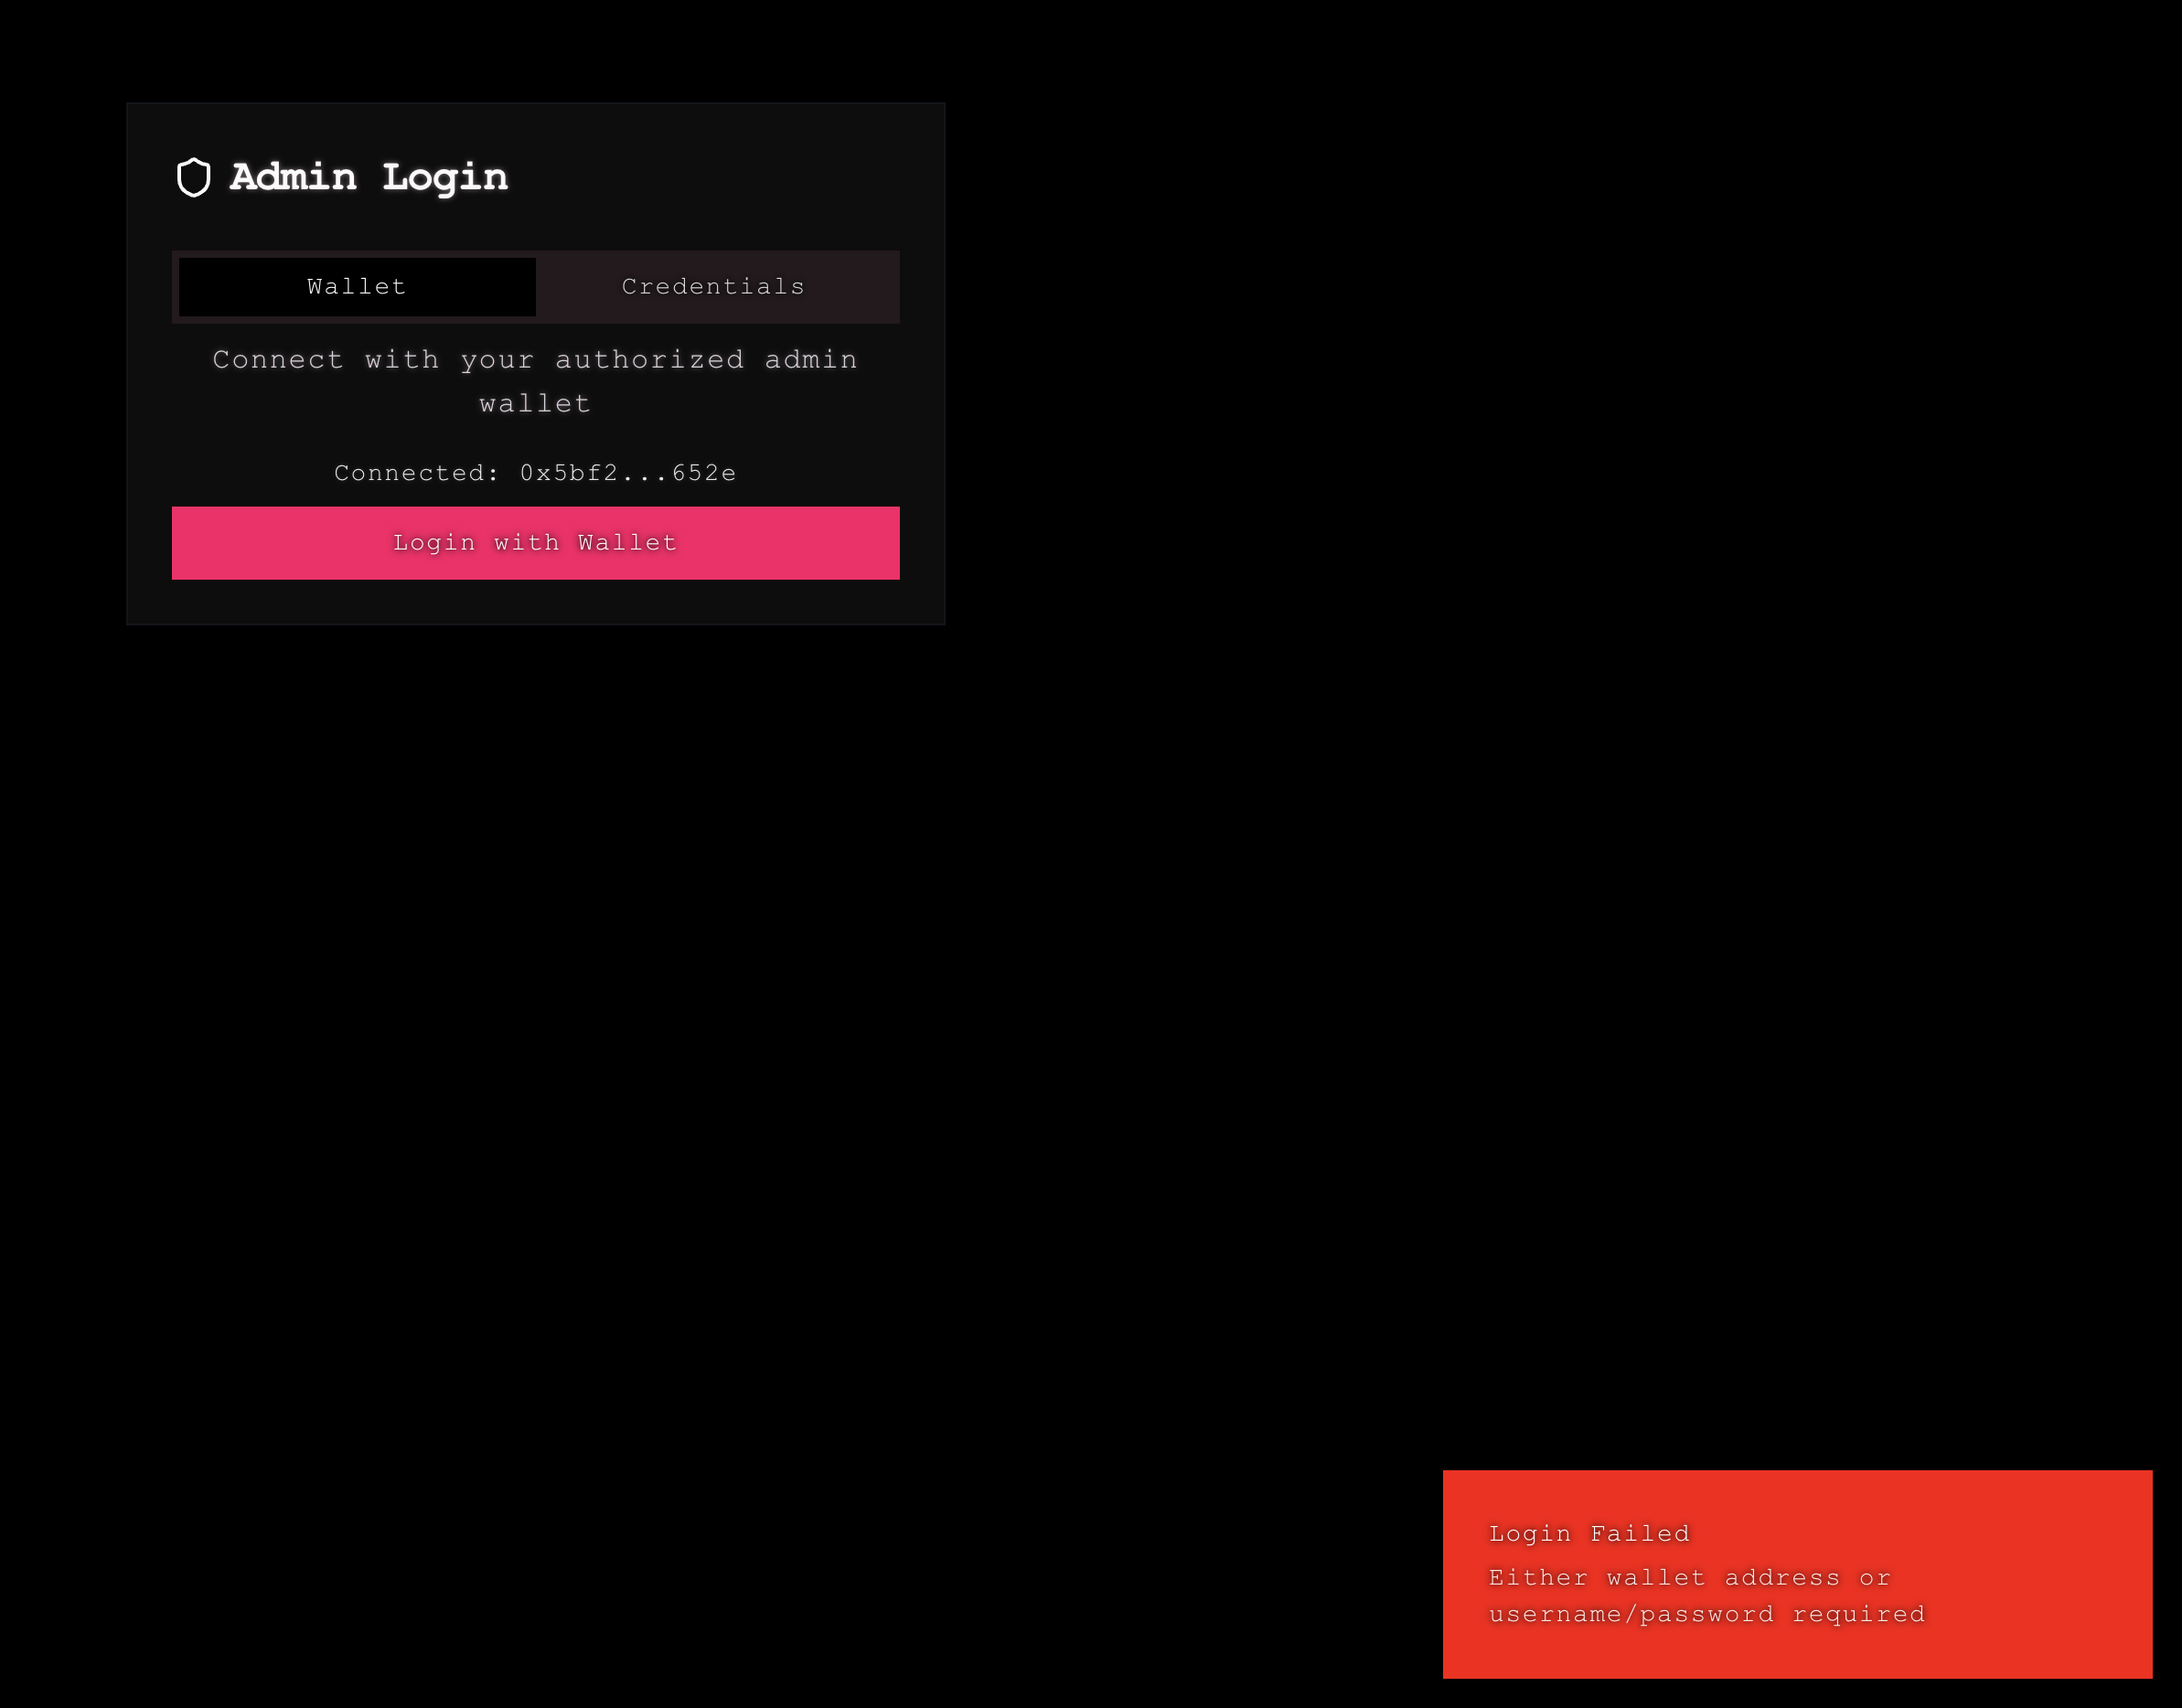 Admin Login
Wallet
Credentials
Connect with your authorized admin
wallet
Connected: 0x5bf2...652e
Login with Wallet
Login Failed
Either wallet address or
username/password required